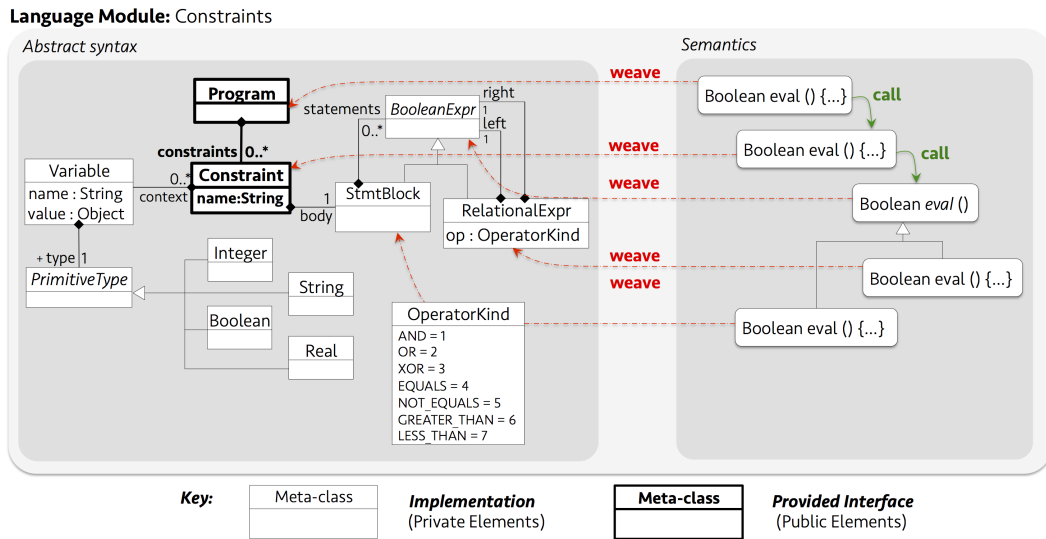 Language Module: Constraints
Abstract syntax
Semantics
Program
constraints 0..*
Constraint
name:String
Variable
name : String
value : Object
0..*
context
+ type 1
PrimitiveType
Integer
String
Boolean
Real
statements
0..*
BooleanExpr
right
1
left
1
StmtBlock
1
body
RelationalExpr
op : OperatorKind
OperatorKind
AND = 1
OR = 2
XOR = 3
EQUALS = 4
NOT_EQUALS = 5
GREATER_THAN = 6
LESS_THAN = 7
weave
weave
weave
weave
weave
Boolean eval () {...}
call
Boolean eval () {...}
call
Boolean eval ()
Boolean eval () {...}
Boolean eval () {...}
Key:
Meta-class
Implementation
(Private Elements)
Meta-class
Provided Interface
(Public Elements)